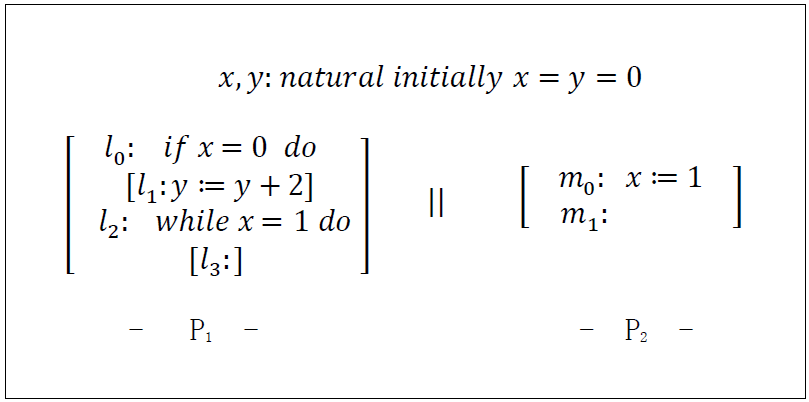 x, y: natural initially x = y = 0
l₀: if x = 0 do
[l₁: y ≔ y + 2]
l₂: while x = 1 do
[l₃:]
||
m₀: x ≔ 1
m₁:
– P₁ –
– P₂ –